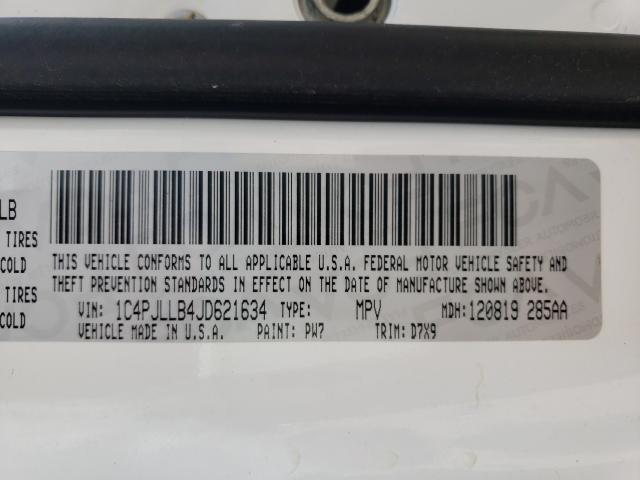 LB
TIRES
COLD
TIRES
COLD
THIS VEHICLE CONFORMS TO ALL APPLICABLE U.S.A. FEDERAL MOTOR VEHICLE SAFETY AND
THEFT PREVENTION STANDARDS IN EFFECT ON THE DATE OF MANUFACTURE SHOWN ABOVE.
VIN: 1C4PJLLB4JD621634 TYPE: MPV MDH:120819 285AA
VEHICLE MADE IN U.S.A. PAINT: PW7 TRIM: D7X9